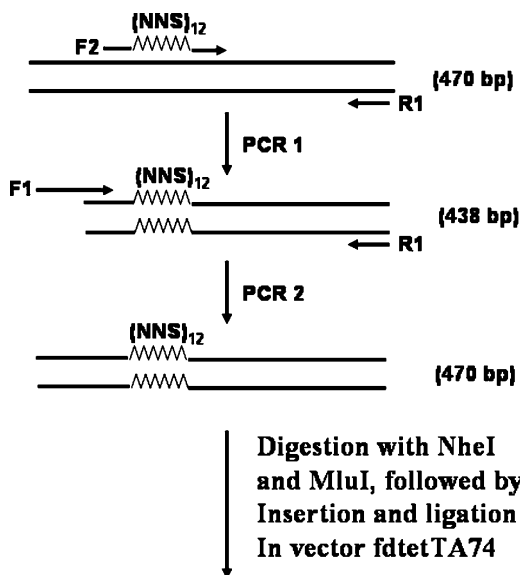 (NNS)12
F2
(470 bp)
R1
PCR 1
(NNS)12
F1
(438 bp)
R1
PCR 2
(NNS)12
(470 bp)
Digestion with NheI
and MluI, followed by
Insertion and ligation
In vector fdtetTA74